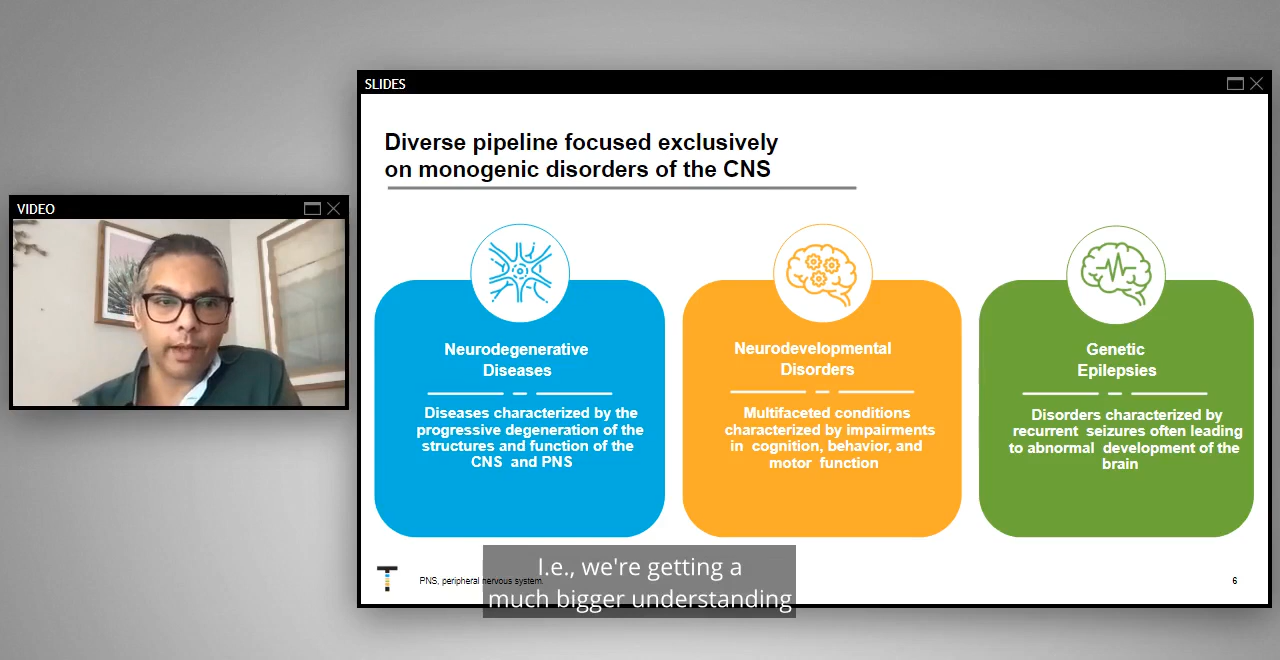 SLIDES
Diverse pipeline focused exclusively
on monogenic disorders of the CNS
VIDEO
Neurodegenerative
Diseases
Diseases characterized by the
progressive degeneration of the
structures and function of the
CNS and PNS
Neurodevelopmental
Disorders
Multifaceted conditions
characterized by impairments
in cognition, behavior, and
motor function
Genetic
Epilepsies
Disorders characterized by
recurrent seizures often leading
to abnormal development of the
brain
T
PNS, peripheral nervous system.
6
I.e., we're getting a
much bigger understanding